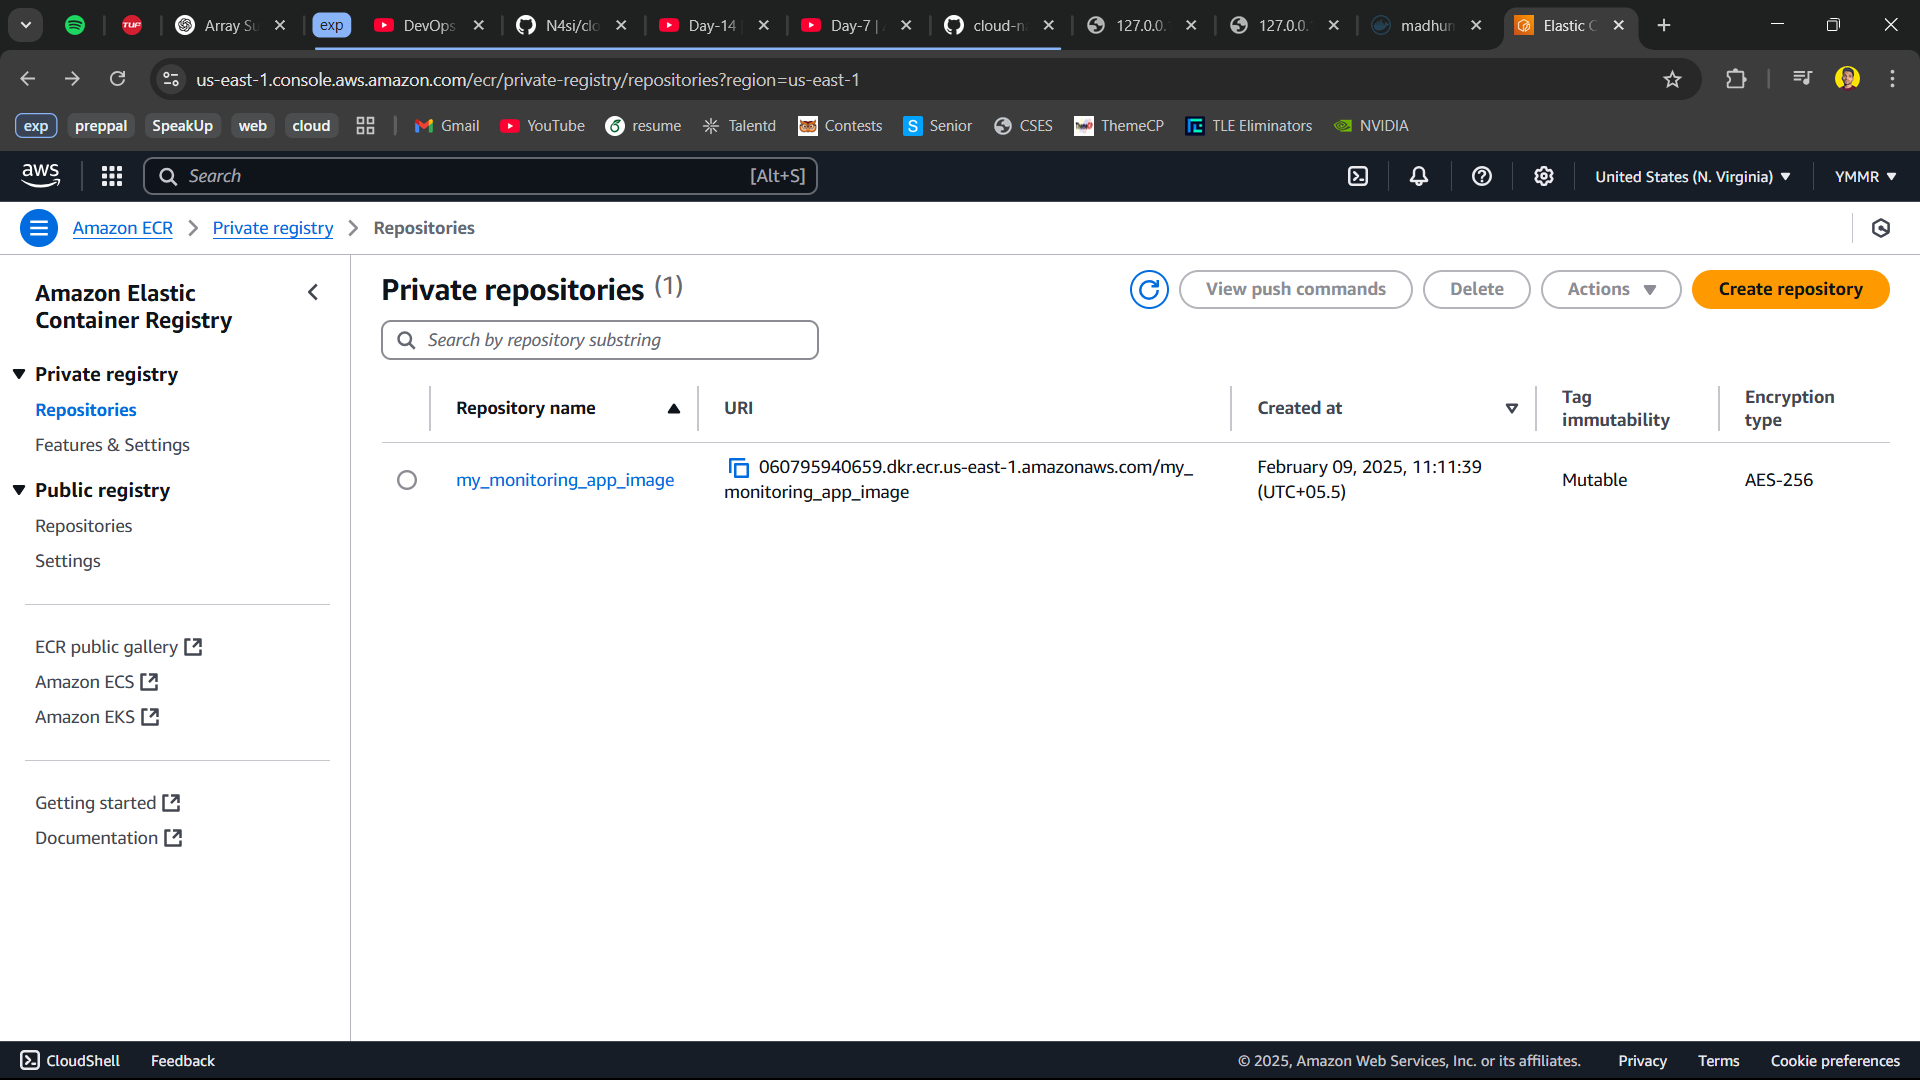 TUF
Array Su
exp
DevOps
N4si/clo
Day-14
Day-7 | A
cloud-na
127.0.0.
127.0.0.
madhun
Elastic C
us-east-1.console.aws.amazon.com/ecr/private-registry/repositories?region=us-east-1
exp
preppal
SpeakUp
web
cloud
Gmail
YouTube
resume
Talentd
Contests
Senior
CSES
ThemeCP
TLE Eliminators
NVIDIA
aws
Search
[Alt+S]
United States (N. Virginia)
YMMR
Amazon ECR
Private registry
Repositories
Amazon Elastic
Container Registry
Private registry
Repositories
Features & Settings
Public registry
Repositories
Settings
ECR public gallery
Amazon ECS
Amazon EKS
Getting started
Documentation
Private repositories (1)
View push commands
Delete
Actions
Create repository
Search by repository substring
Repository name
URI
Created at
Tag
immutability
Encryption
type
my_monitoring_app_image
060795940659.dkr.ecr.us-east-1.amazonaws.com/my_
monitoring_app_image
February 09, 2025, 11:11:39
(UTC+05.5)
Mutable
AES-256
CloudShell
Feedback
© 2025, Amazon Web Services, Inc. or its affiliates.
Privacy
Terms
Cookie preferences